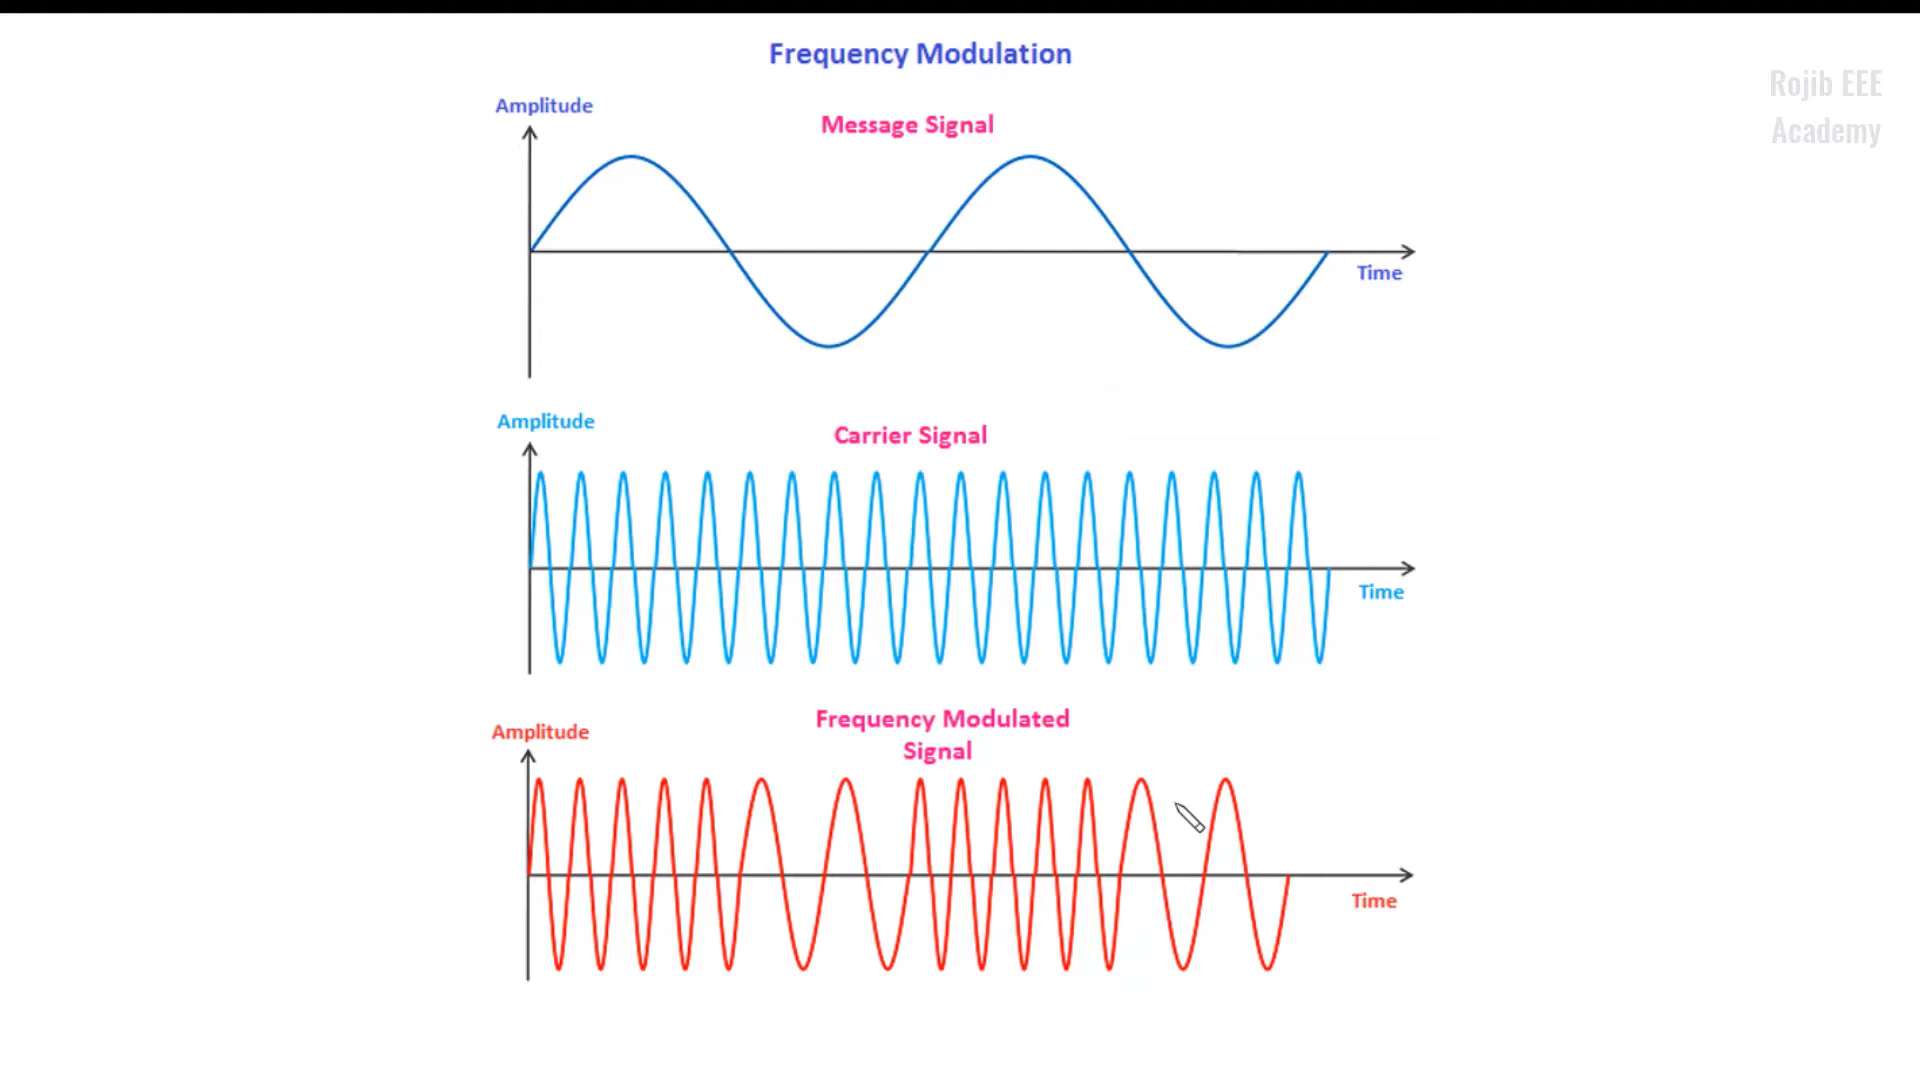 Frequency Modulation
Rojib EEE
Academy
Amplitude
Message Signal
Time
Amplitude
Carrier Signal
Time
Frequency Modulated
Signal
Amplitude
Time